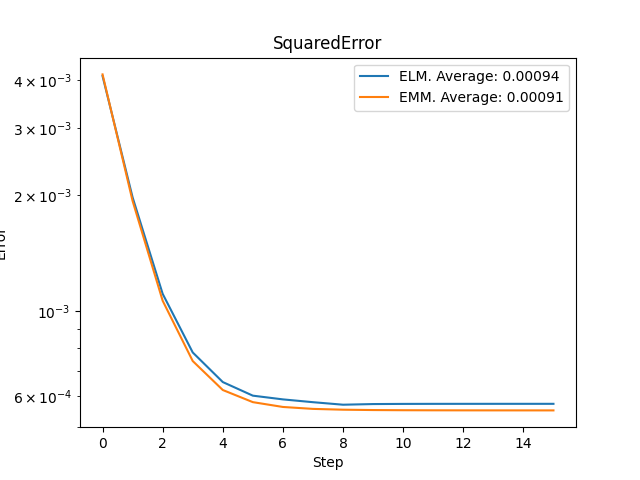 SquaredError
ELM. Average: 0.00094
EMM. Average: 0.00091
4 × 10⁻³
3 × 10⁻³
2 × 10⁻³
10⁻³
6 × 10⁻⁴
Error
0 2 4 6 8 10 12 14
Step